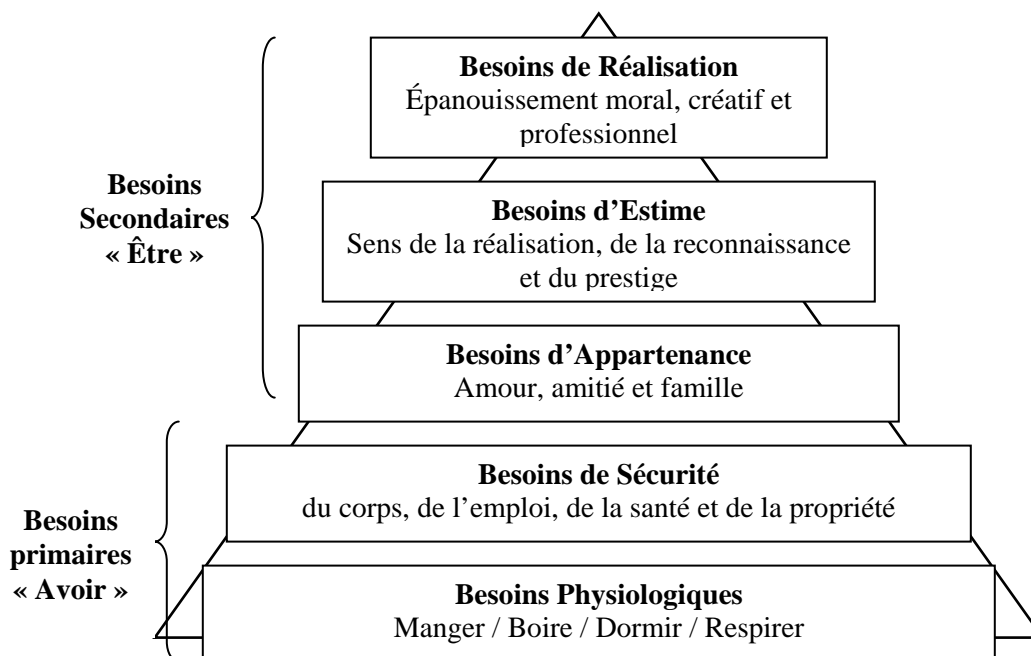 Besoins de Réalisation
Épanouissement moral, créatif et
professionnel
Besoins
Secondaires
« Être »
Besoins d’Estime
Sens de la réalisation, de la reconnaissance
et du prestige
Besoins d’Appartenance
Amour, amitié et famille
Besoins de Sécurité
du corps, de l’emploi, de la santé et de la propriété
Besoins
primaires
« Avoir »
Besoins Physiologiques
Manger / Boire / Dormir / Respirer